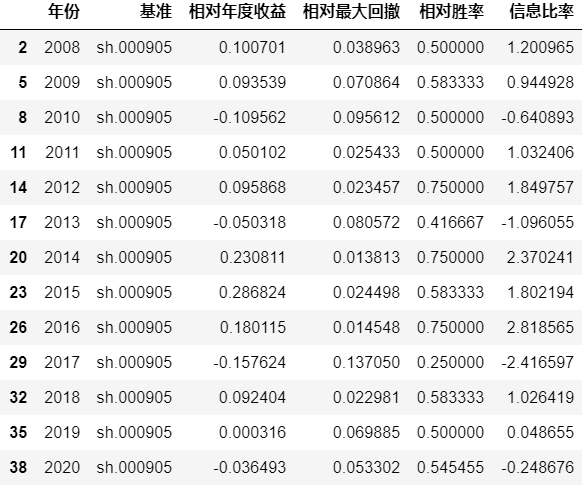 年份 基准 相对年度收益 相对最大回撤 相对胜率 信息比率
2 2008 sh.000905 0.100701 0.038963 0.500000 1.200965
5 2009 sh.000905 0.093539 0.070864 0.583333 0.944928
8 2010 sh.000905 -0.109562 0.095612 0.500000 -0.640893
11 2011 sh.000905 0.050102 0.025433 0.500000 1.032406
14 2012 sh.000905 0.095868 0.023457 0.750000 1.849757
17 2013 sh.000905 -0.050318 0.080572 0.416667 -1.096055
20 2014 sh.000905 0.230811 0.013813 0.750000 2.370241
23 2015 sh.000905 0.286824 0.024498 0.583333 1.802194
26 2016 sh.000905 0.180115 0.014548 0.750000 2.818565
29 2017 sh.000905 -0.157624 0.137050 0.250000 -2.416597
32 2018 sh.000905 0.092404 0.022981 0.583333 1.026419
35 2019 sh.000905 0.000316 0.069885 0.500000 0.048655
38 2020 sh.000905 -0.036493 0.053302 0.545455 -0.248676